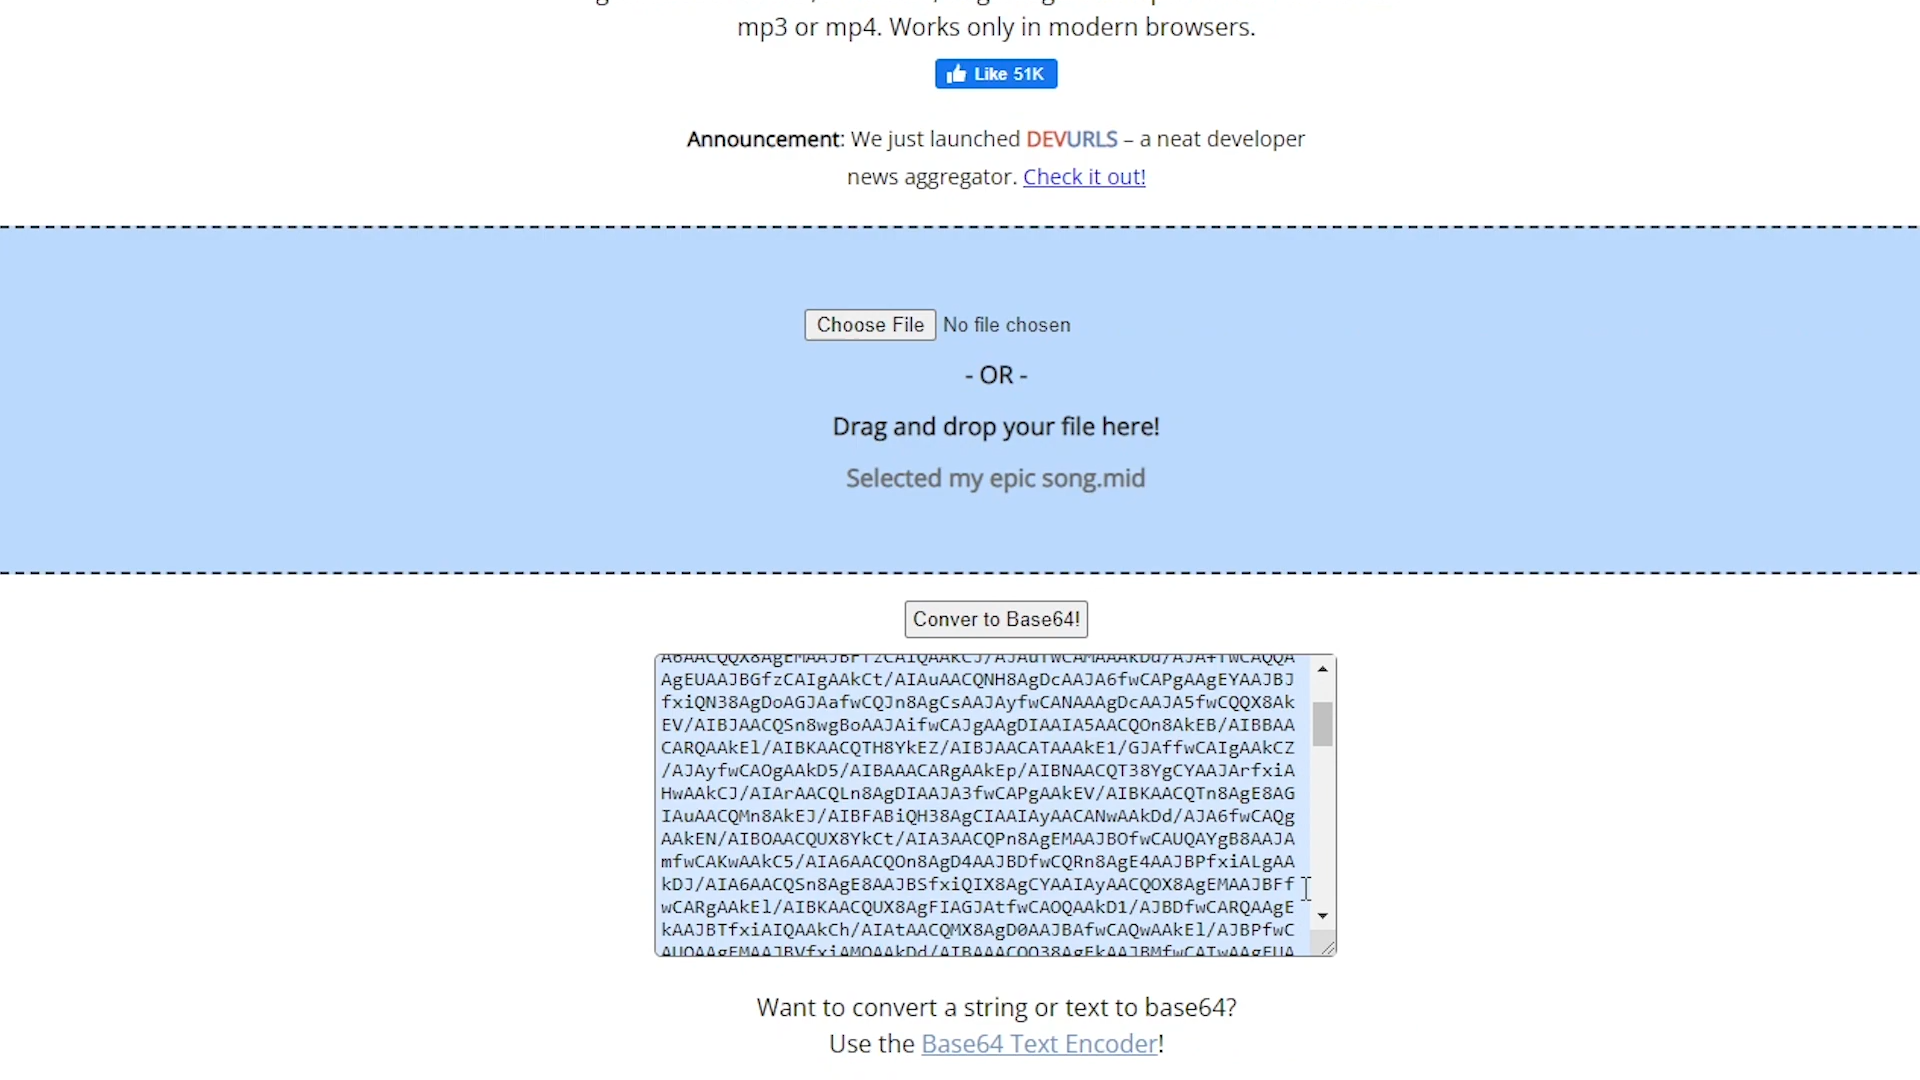 mp3 or mp4. Works only in modern browsers.
Like 51K
Announcement: We just launched DEVURLS – a neat developer
news aggregator. Check it out!
Choose File No file chosen
- OR -
Drag and drop your file here!
Selected my epic song.mid
Conver to Base64!
AgEUAAJBGfzCAIgAAkCt/AIAuAACQNH8AgDcAAJA6fwCAPgAAgEYAAJBJ
fxiQN38AgDoAGJAafwCQJn8AgCsAAJAyfwCANAAAgDcAAJA5fwCQQX8Ak
EV/AIBJAACQSn8wgBoAAJAifwCAJgAAgDIAAIA5AACQOn8AkEB/AIBBAA
CARQAAkEl/AIBKAACQTH8YkEZ/AIBJAACATAAAkE1/GJAffwCAIgAAkCZ
/AJAyfwCAOgAAkD5/AIBAAACARgAAkEp/AIBNAACQT38YgCYAAJArfxiA
HwAAkCJ/AIArAACQLn8AgDIAAJA3fwCAPgAAkEV/AIBKAACQTn8AgE8AG
IAuAACQMn8AkEJ/AIBFABiQH38AgCIAAIAyAACANwAAkDd/AJA6fwCAQg
AAkEN/AIBOAACQUX8YkCt/AIA3AACQPn8AgEMAAJBOfwCAUQAYgB8AAJA
mfwCAKwAAkC5/AIA6AACQOn8AgD4AAJBDfwCQRn8AgE4AAJBPfxiALgAA
kDJ/AIA6AACQSn8AgE8AAJBSfxiQIX8AgCYAAIAyAACQOX8AgEMAAJBFf
wCARgAAkEl/AIBKAACQUX8AgFIAGJAtfwCAOQAAkD1/AJBDfwCARQAAgE
kAAJBTfxiAIQAAkCh/AIAtAACQMX8AgD0AAJBAfwCAQwAAkEl/AJBPfwC
Want to convert a string or text to base64?
Use the Base64 Text Encoder!